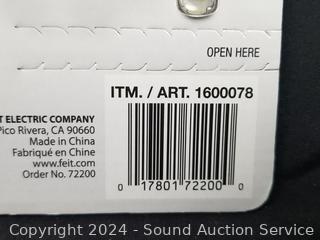 OPEN HERE
ITM. / ART. 1600078
T ELECTRIC COMPANY
Pico Rivera, CA 90660
Made in China
Fabriqué en Chine
www.feit.com
Order No. 72200
0 17801 72200 0
Copyright 2024 - Sound Auction Service